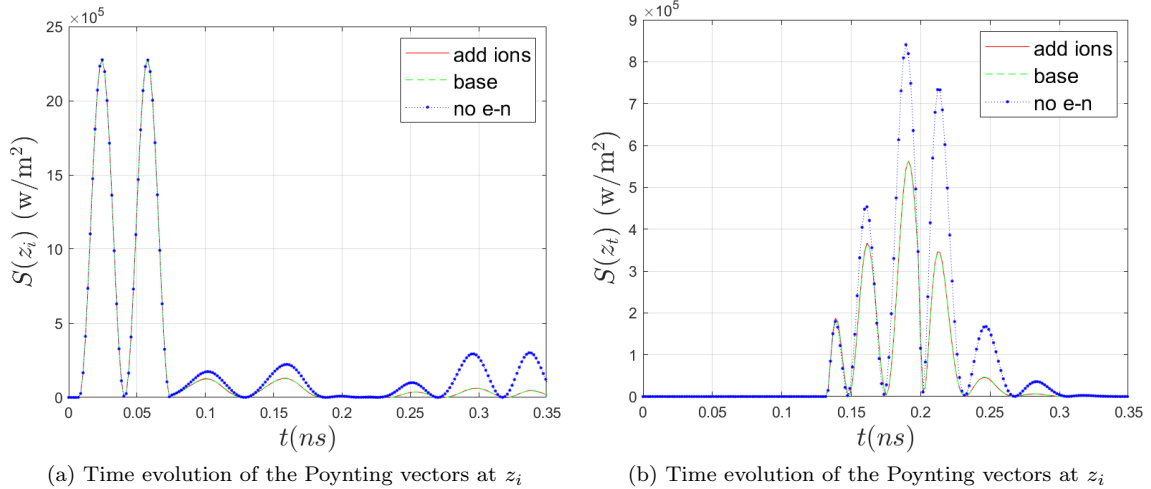 ×10⁵
25
20
15
10
5
0
0 0.05 0.1 0.15 0.2 0.25 0.3 0.35
S(z_i) (w/m²)
t(ns)
add ions
base
no e-n
(a) Time evolution of the Poynting vectors at z_i
×10⁵
9
8
7
6
5
4
3
2
1
0
0 0.05 0.1 0.15 0.2 0.25 0.3 0.35
S(z_t) (w/m²)
t(ns)
add ions
base
no e-n
(b) Time evolution of the Poynting vectors at z_i